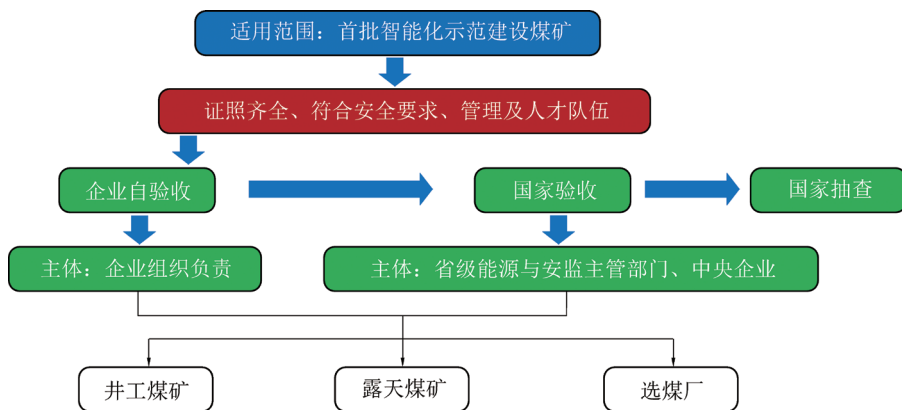 适用范围：首批智能化示范建设煤矿
证照齐全、符合安全要求、管理及人才队伍
企业自验收
国家验收
国家抽查
主体：企业组织负责
主体：省级能源与安监主管部门、中央企业
井工煤矿
露天煤矿
选煤厂